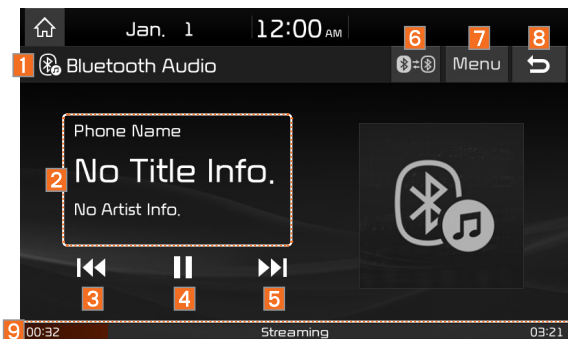 Jan. 1 12:00 AM
6 7 8
1 Bluetooth Audio Menu
Phone Name
2 No Title Info.
No Artist Info.
3 4 5
9 00:32 Streaming 03:21